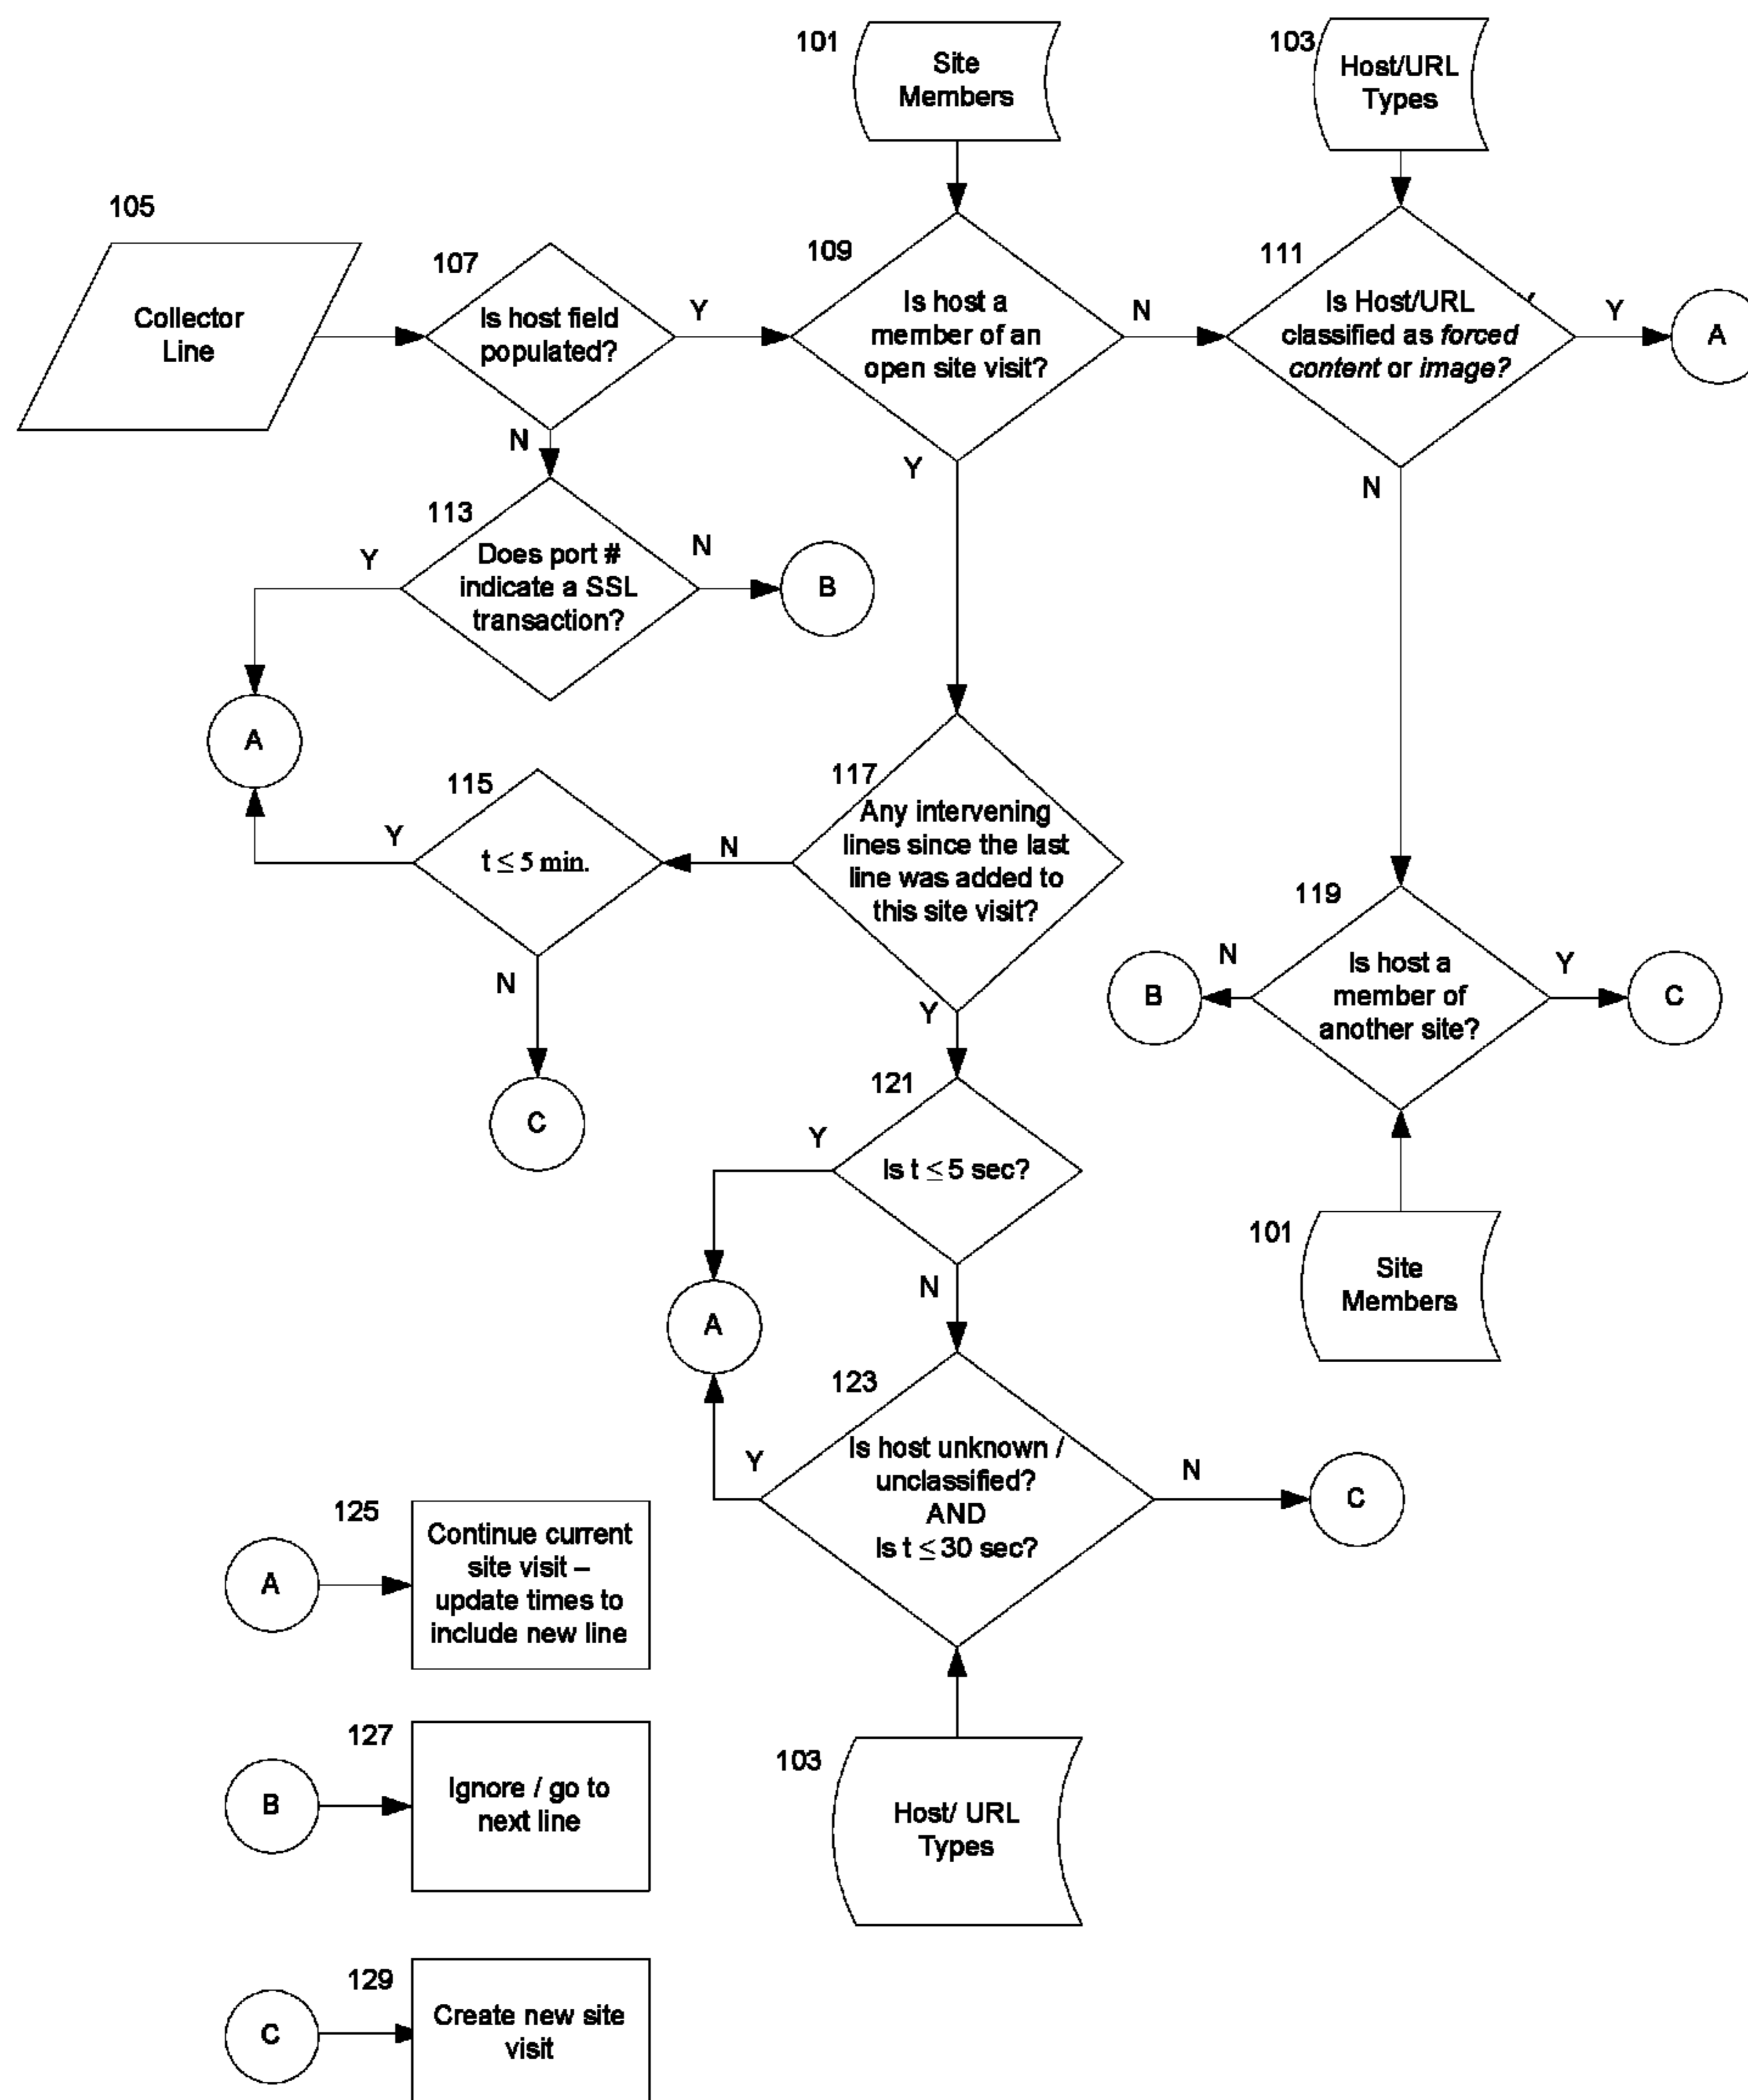 101
Site
Members
103
Host/URL
Types
105
Collector
Line
107
Is host field
populated?
Y
N
109
Is host a
member of an
open site visit?
N
Y
111
Is Host/URL
classified as forced
content or image?
Y
A
N
113
Does port #
indicate a SSL
transaction?
Y
N
B
A
115
t ≤ 5 min.
Y
N
C
117
Any intervening
lines since the last
line was added to
this site visit?
N
Y
119
Is host a
member of
another site?
N
B
Y
C
101
Site
Members
121
Is t ≤ 5 sec?
Y
N
A
123
Is host unknown /
unclassified?
AND
Is t ≤ 30 sec?
Y
N
C
103
Host/ URL
Types
125
A
Continue current
site visit –
update times to
include new line
127
B
Ignore / go to
next line
129
C
Create new site
visit